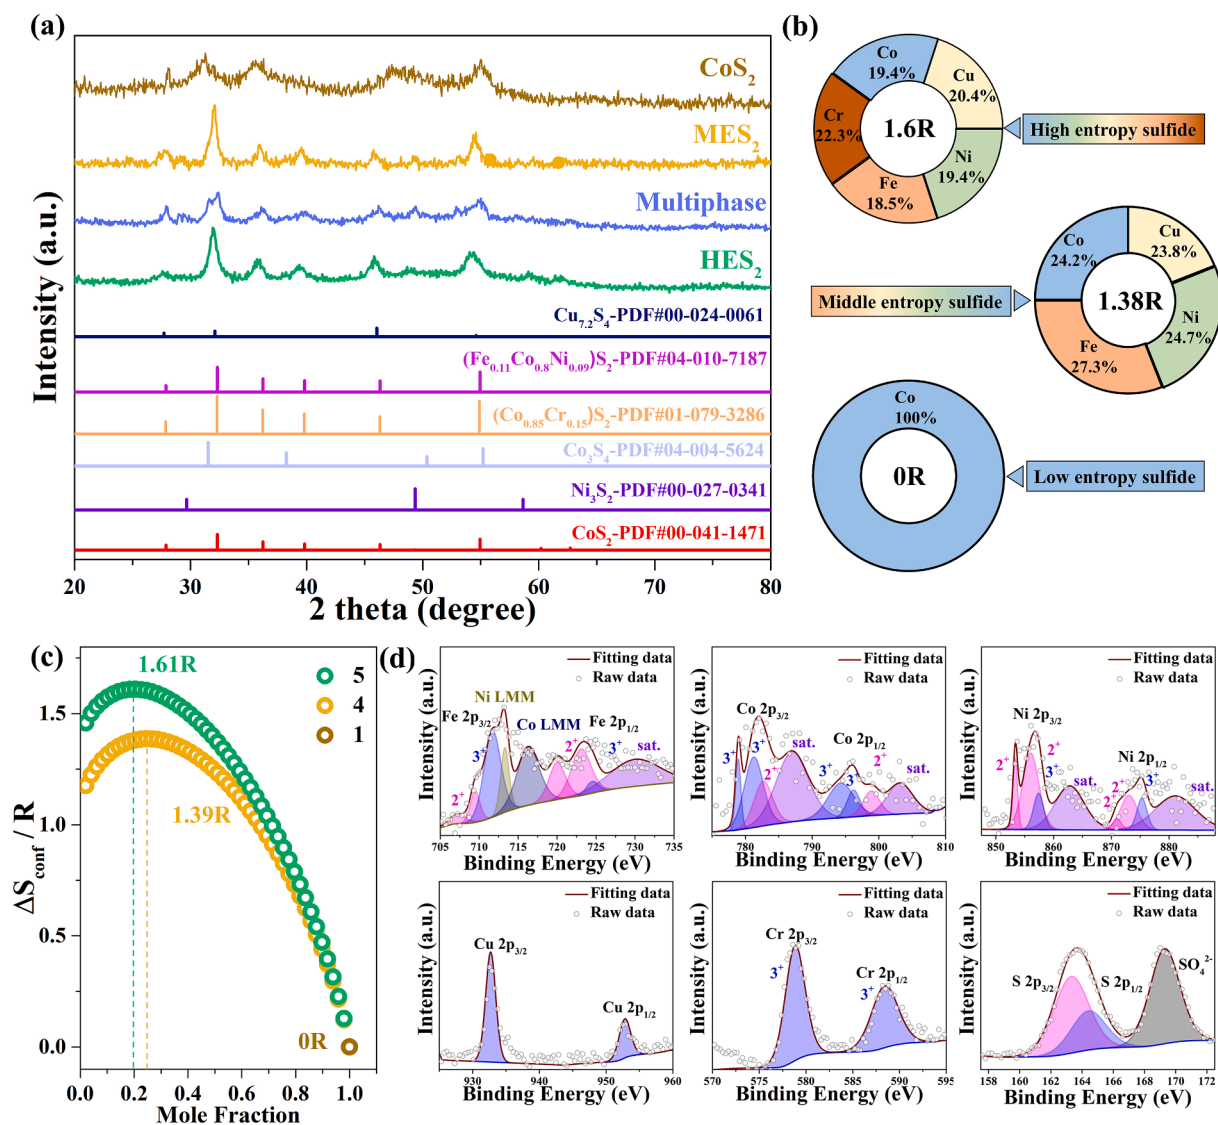 (a)
CoS2
MES2
Multiphase
HES2
Cu7.2S4-PDF#00-024-0061
(Fe0.11Co0.8Ni0.09)S2-PDF#04-010-7187
(Co0.85Cr0.15)S2-PDF#01-079-3286
Co3S4-PDF#04-004-5624
Ni3S2-PDF#00-027-0341
CoS2-PDF#00-041-1471
Intensity (a.u.)
20 30 40 50 60 70 80
2 theta (degree)
(b)
Co
19.4%
Cu
20.4%
Cr
22.3%
1.6R
Ni
19.4%
Fe
18.5%
High entropy sulfide
Co
24.2%
Cu
23.8%
Middle entropy sulfide
1.38R
Ni
24.7%
Fe
27.3%
Co
100%
0R
Low entropy sulfide
(c)
1.61R
5
4
1
1.39R
0R
1.5
1.0
0.5
0.0
ΔSconf / R
0.0 0.2 0.4 0.6 0.8 1.0
Mole Fraction
(d)
Fitting data
Raw data
Ni LMM
Fe 2p3/2
Co LMM
Fe 2p1/2
3+
2+
3+
sat.
2+
Intensity (a.u.)
705 710 715 720 725 730 735
Binding Energy (eV)
Fitting data
Raw data
Co 2p3/2
sat.
Co 2p1/2
3+
3+
2+
3+
3+
2+
sat.
Intensity (a.u.)
780 790 800 810
Binding Energy (eV)
Fitting data
Raw data
Ni 2p3/2
2+
2+
3+
sat.
Ni 2p1/2
2+
2+
3+
sat.
Intensity (a.u.)
850 860 870 880
Binding Energy (eV)
Fitting data
Raw data
Cu 2p3/2
Cu 2p1/2
Intensity (a.u.)
930 940 950 960
Binding Energy (eV)
Fitting data
Raw data
Cr 2p3/2
3+
Cr 2p1/2
3+
Intensity (a.u.)
570 575 580 585 590 595
Binding Energy (eV)
Fitting data
Raw data
S 2p3/2
S 2p1/2
SO42-
Intensity (a.u.)
158 160 162 164 166 168 170 172
Binding Energy (eV)